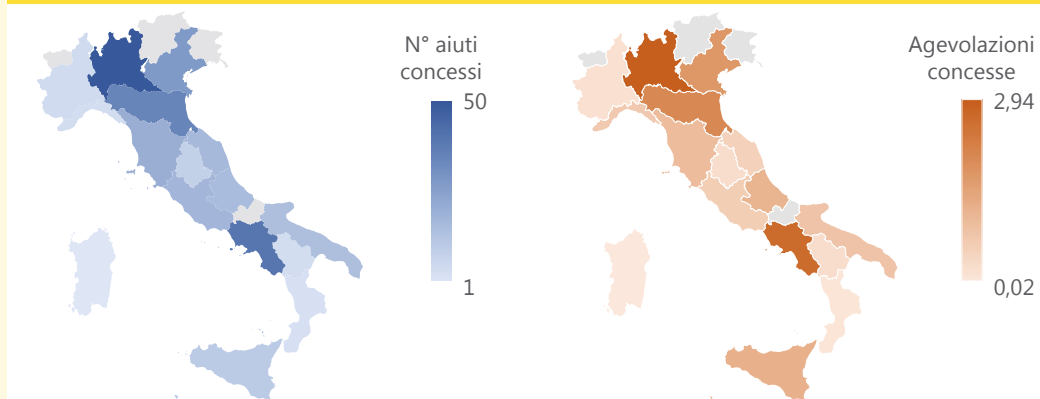 N° aiuti
concessi
50
1
Agevolazioni
concesse
2,94
0,02